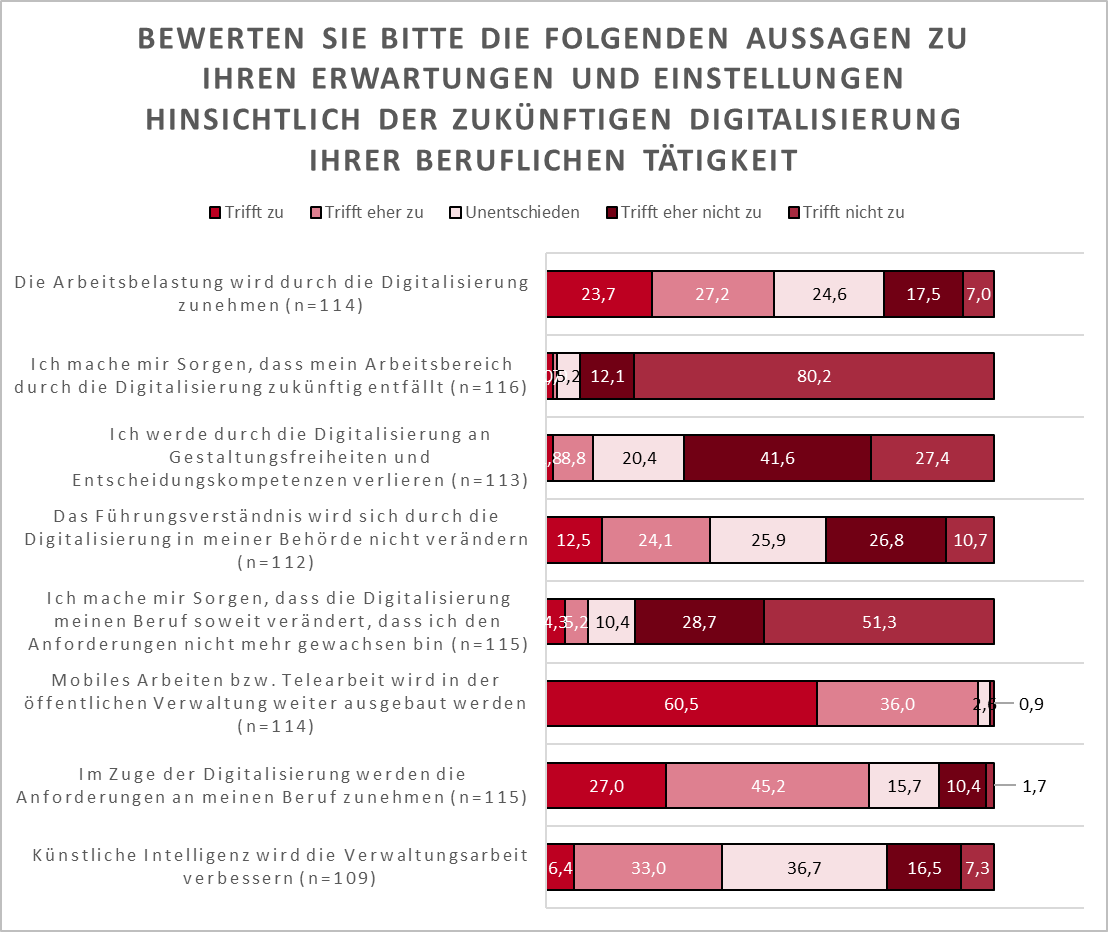 BEWERTEN SIE BITTE DIE FOLGENDEN AUSSAGEN ZU
IHREN ERWARTUNGEN UND EINSTELLUNGEN
HINSICHTLICH DER ZUKÜNFTIGEN DIGITALISIERUNG
IHRER BERUFLICHEN TÄTIGKEIT
Trifft zu Trifft eher zu Unentschieden Trifft eher nicht zu Trifft nicht zu
Die Arbeitsbelastung wird durch die Digitalisierung
zunehmen (n=114)
23,7 27,2 24,6 17,5 7,0
Ich mache mir Sorgen, dass mein Arbeitsbereich
durch die Digitalisierung zukünftig entfällt (n=116)
5,2 12,1 80,2
Ich werde durch die Digitalisierung an
Gestaltungsfreiheiten und
Entscheidungskompetenzen verlieren (n=113)
8,8 20,4 41,6 27,4
Das Führungsverständnis wird sich durch die
Digitalisierung in meiner Behörde nicht verändern
(n=112)
12,5 24,1 25,9 26,8 10,7
Ich mache mir Sorgen, dass die Digitalisierung
meinen Beruf soweit verändert, dass ich den
Anforderungen nicht mehr gewachsen bin (n=115)
4,3 5,2 10,4 28,7 51,3
Mobiles Arbeiten bzw. Telearbeit wird in der
öffentlichen Verwaltung weiter ausgebaut werden
(n=114)
60,5 36,0 2,6 0,9
Im Zuge der Digitalisierung werden die
Anforderungen an meinen Beruf zunehmen (n=115)
27,0 45,2 15,7 10,4 1,7
Künstliche Intelligenz wird die Verwaltungsarbeit
verbessern (n=109)
6,4 33,0 36,7 16,5 7,3